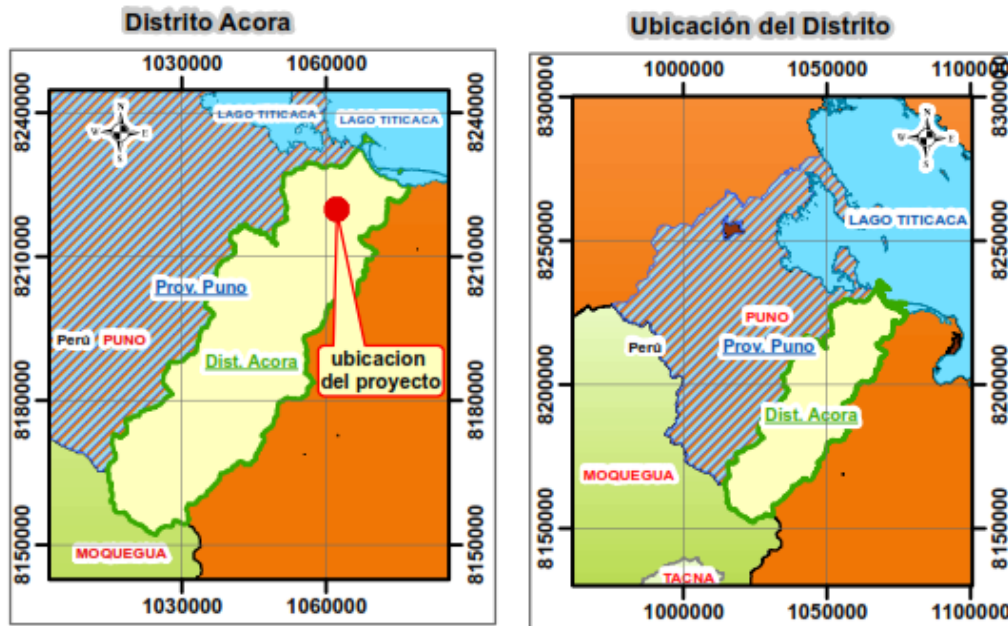 Distrito Acora
1030000 1060000
8240000
8210000
8180000
8150000
N
W E
S
LAGO TITICACA
LAGO TITICACA
Prov. Puno
Perú PUNO
Dist. Acora
ubicacion
del proyecto
MOQUEGUA
8240000
8210000
8180000
8150000
1030000 1060000
Ubicación del Distrito
1000000 1050000 1100000
8300000
8250000
8200000
8150000
N
W E
S
LAGO TITICACA
PUNO
Perú
Prov. Puno
Dist. Acora
MOQUEGUA
TACNA
8300000
8250000
8200000
8150000
1000000 1050000 1100000